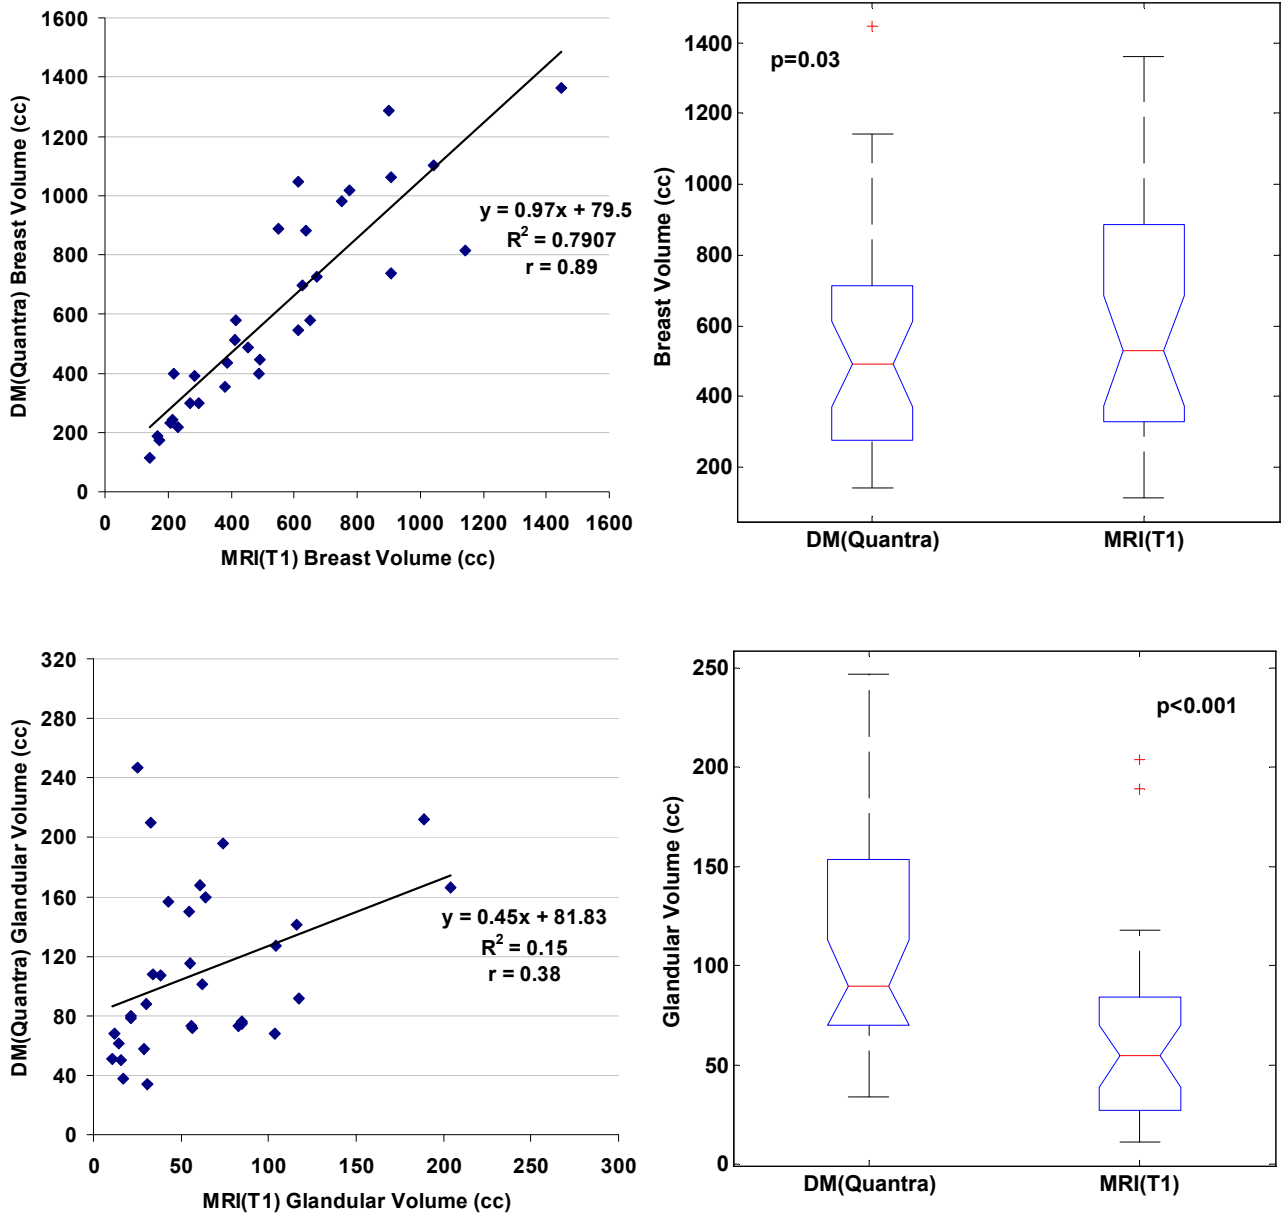 1600
1400
1200
1000
800
600
400
200
0
DM(Quantra) Breast Volume (cc)
y = 0.97x + 79.5
R² = 0.7907
r = 0.89
0 200 400 600 800 1000 1200 1400 1600
MRI(T1) Breast Volume (cc)
p=0.03
1400
1200
1000
800
600
400
200
Breast Volume (cc)
DM(Quantra) MRI(T1)
320
280
240
200
160
120
80
40
0
DM(Quantra) Glandular Volume (cc)
y = 0.45x + 81.83
R² = 0.15
r = 0.38
0 50 100 150 200 250 300
MRI(T1) Glandular Volume (cc)
p<0.001
250
200
150
100
50
0
Glandular Volume (cc)
DM(Quantra) MRI(T1)